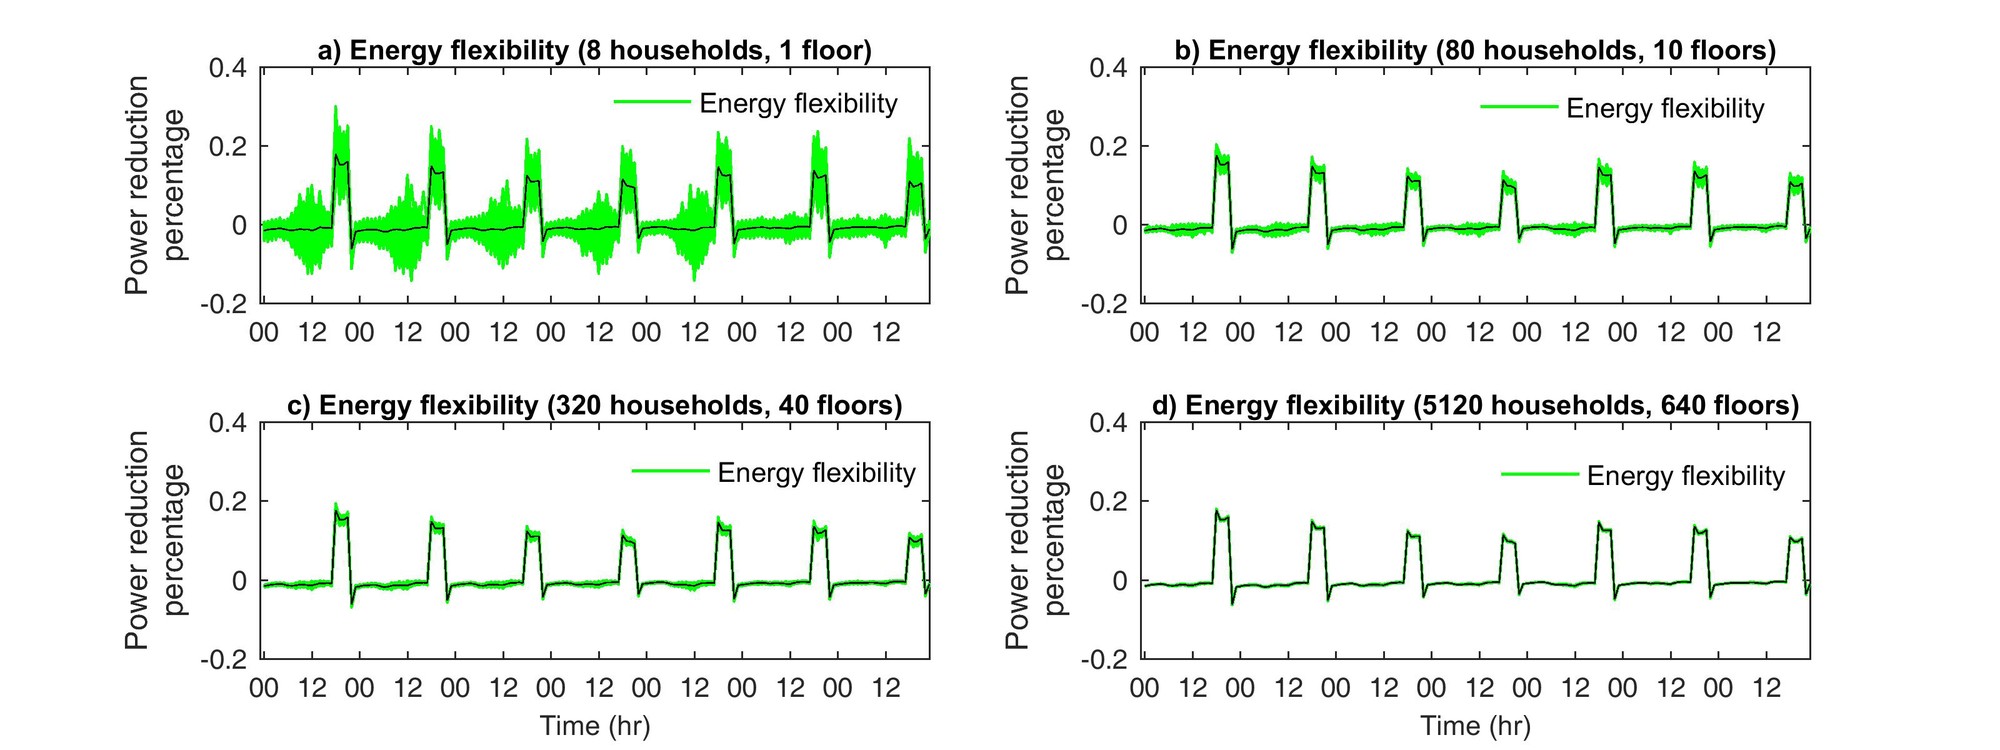 a) Energy flexibility (8 households, 1 floor)
Power reduction
percentage
0.4
0.2
0
-0.2
Energy flexibility
00 12 00 12 00 12 00 12 00 12 00 12 00 12
b) Energy flexibility (80 households, 10 floors)
Power reduction
percentage
0.4
0.2
0
-0.2
Energy flexibility
00 12 00 12 00 12 00 12 00 12 00 12 00 12
c) Energy flexibility (320 households, 40 floors)
Power reduction
percentage
0.4
0.2
0
-0.2
Energy flexibility
00 12 00 12 00 12 00 12 00 12 00 12 00 12
Time (hr)
d) Energy flexibility (5120 households, 640 floors)
Power reduction
percentage
0.4
0.2
0
-0.2
Energy flexibility
00 12 00 12 00 12 00 12 00 12 00 12 00 12
Time (hr)